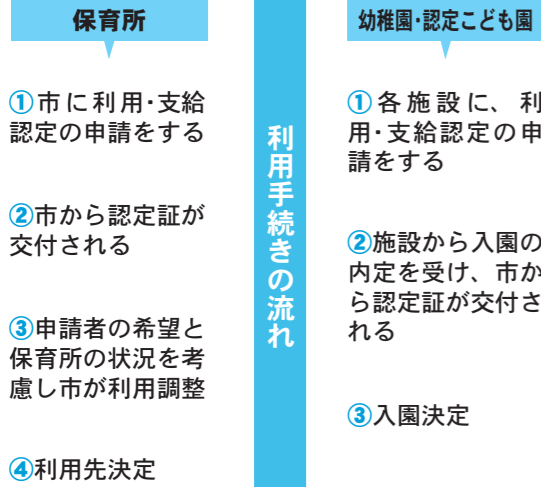 保育所
①市に利用・支給
認定の申請をする
②市から認定証が
交付される
③申請者の希望と
保育所の状況を考
慮し市が利用調整
④利用先決定
利用手続きの流れ
幼稚園・認定こども園
①各施設に、利
用・支給認定の申
請をする
②施設から入園の
内定を受け、市か
ら認定証が交付さ
れる
③入園決定